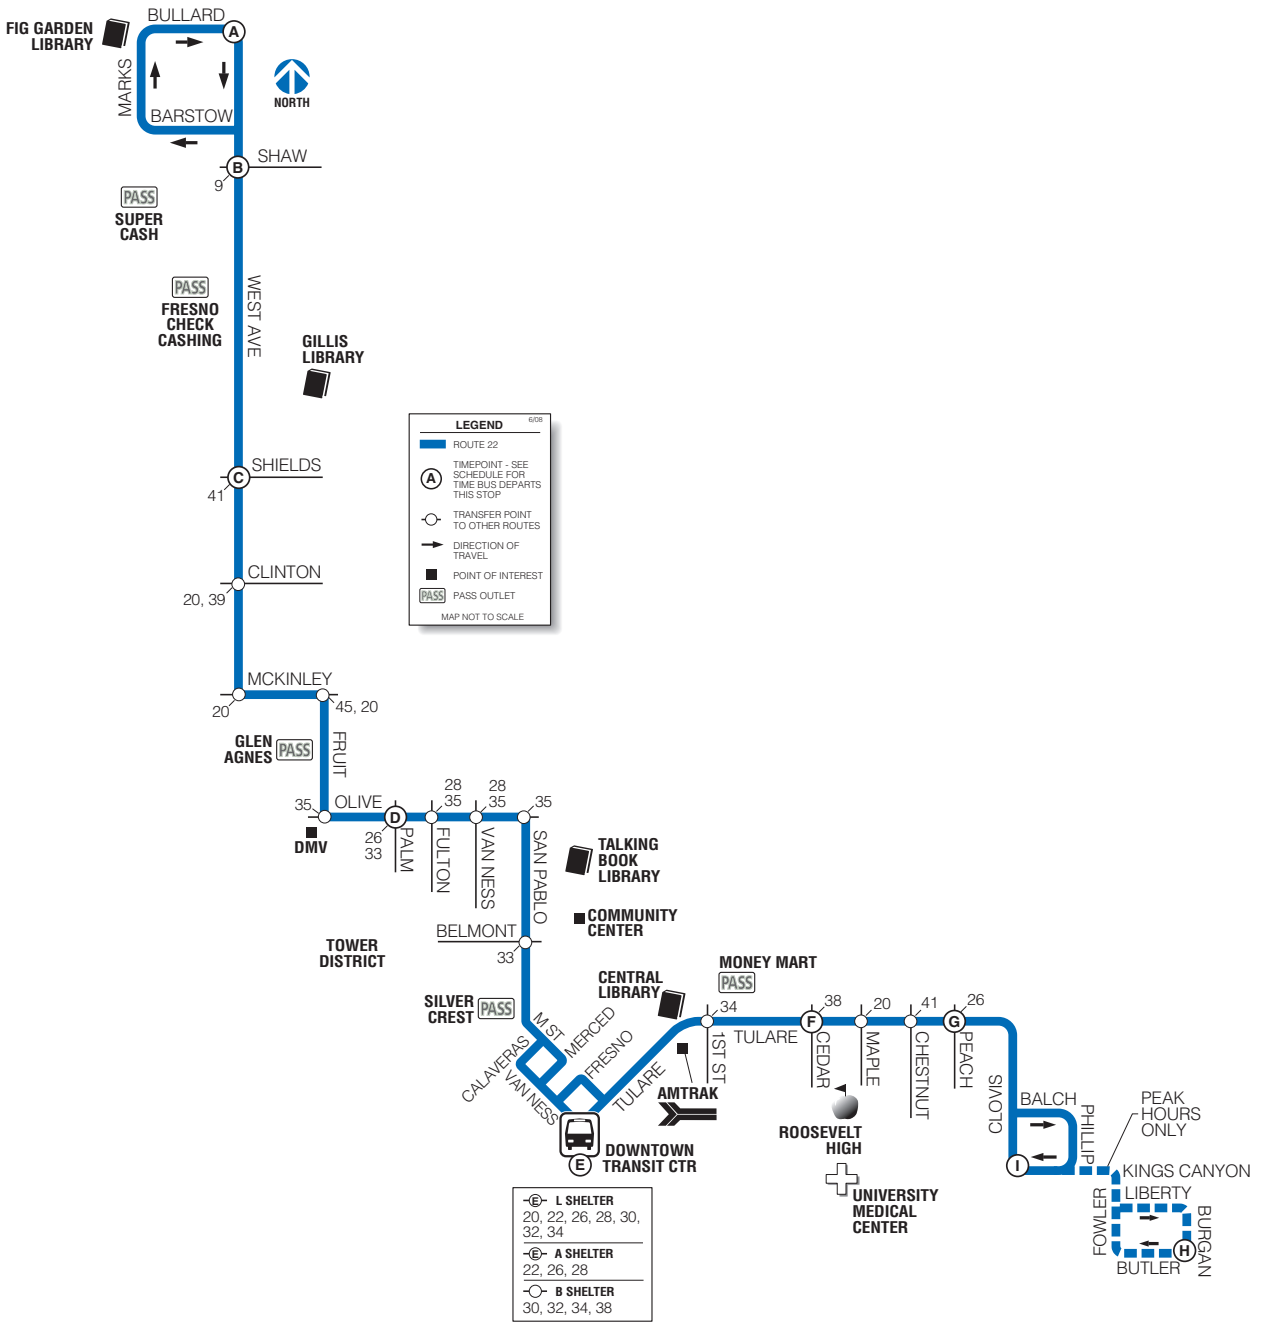 BULLARD
A
FIG GARDEN
LIBRARY
MARKS
BARSTOW
NORTH
B
SHAW
9
PASS
SUPER
CASH
PASS
FRESNO
CHECK
CASHING
WEST AVE
GILLIS
LIBRARY
6/08
LEGEND
ROUTE 22
A
TIMEPOINT - SEE
SCHEDULE FOR
TIME BUS DEPARTS
THIS STOP
TRANSFER POINT
TO OTHER ROUTES
DIRECTION OF
TRAVEL
POINT OF INTEREST
PASS
PASS OUTLET
MAP NOT TO SCALE
C
SHIELDS
41
CLINTON
20, 39
MCKINLEY
20
45, 20
GLEN
AGNES
PASS
FRUIT
35
OLIVE
D
26
33
PALM
28
35
FULTON
28
35
VAN NESS
35
SAN PABLO
DMV
TALKING
BOOK
LIBRARY
COMMUNITY
CENTER
BELMONT
33
TOWER
DISTRICT
SILVER
CREST
PASS
M ST
MERCED
CALAVERAS
VAN NESS
FRESNO
TULARE
CENTRAL
LIBRARY
MONEY MART
PASS
34
1ST ST
TULARE
F
38
CEDAR
20
MAPLE
41
CHESTNUT
G
26
PEACH
AMTRAK
ROOSEVELT
HIGH
UNIVERSITY
MEDICAL
CENTER
E
DOWNTOWN
TRANSIT CTR
E L SHELTER
20, 22, 26, 28, 30,
32, 34
E A SHELTER
22, 26, 28
B SHELTER
30, 32, 34, 38
CLOVIS
BALCH
PHILLIP
I
PEAK
HOURS
ONLY
KINGS CANYON
LIBERTY
FOWLER
BURGAN
H
BUTLER